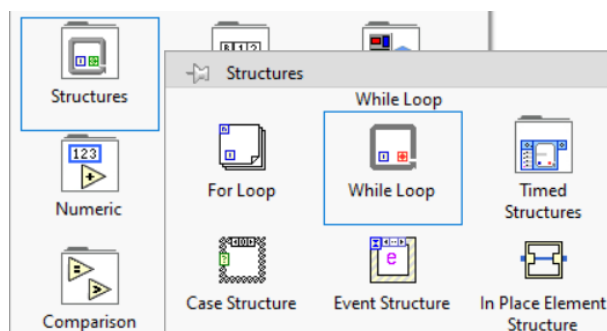 Structures
Structures
While Loop
123
Numeric
For Loop
While Loop
Timed
Structures
e
Comparison
Case Structure
Event Structure
In Place Element
Structure